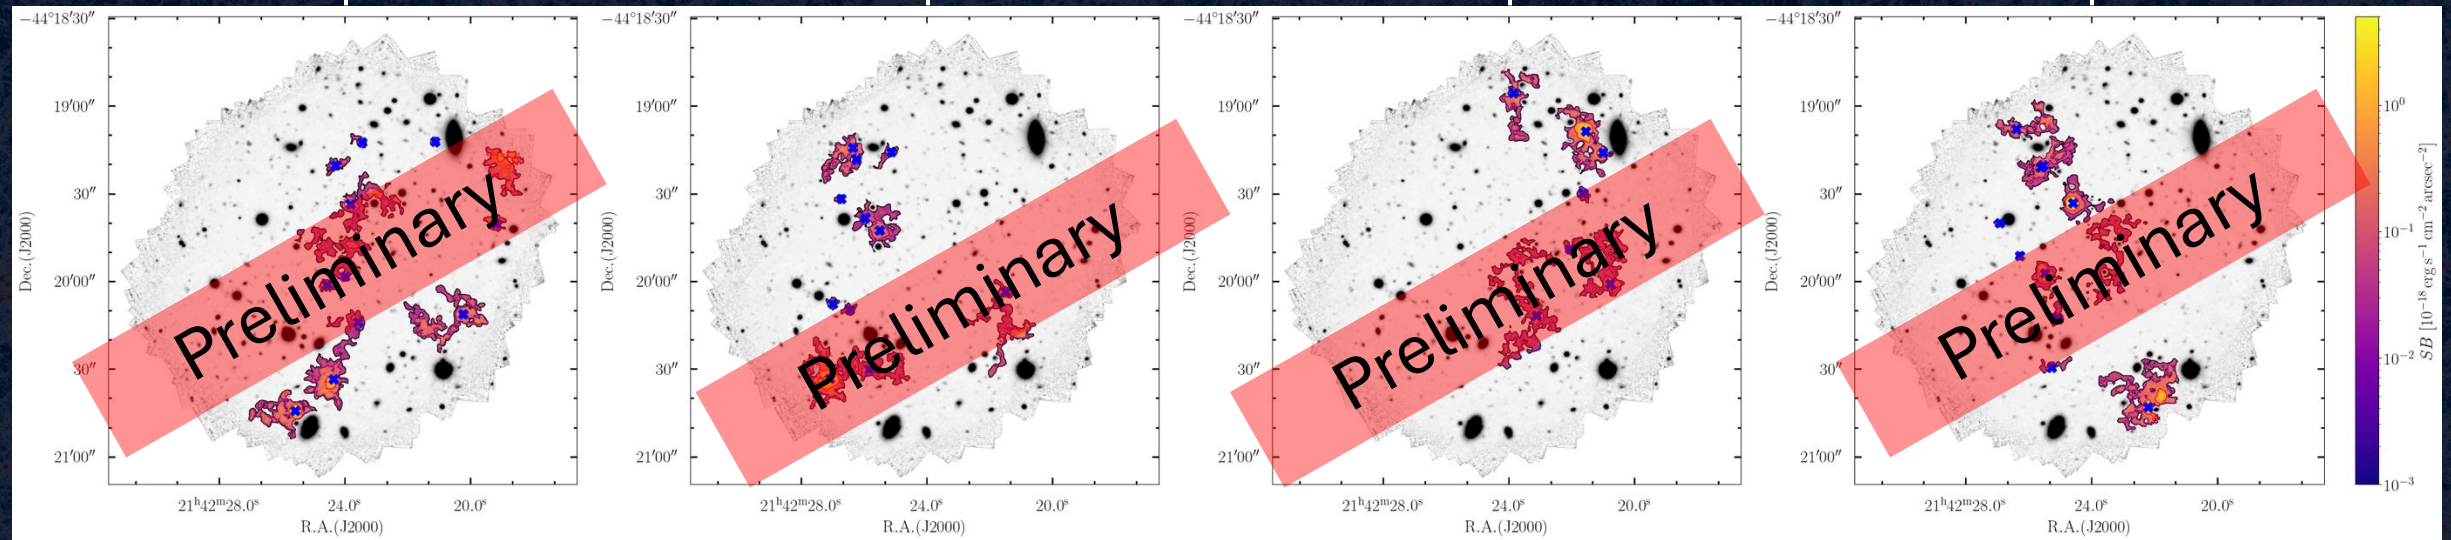 −44°18′30″
19′00″
30″
20′00″
30″
21′00″
Dec.(J2000)
21ʰ42ᵐ28.0ˢ 24.0ˢ 20.0ˢ
R.A.(J2000)
Preliminary
−44°18′30″
19′00″
30″
20′00″
30″
21′00″
Dec.(J2000)
21ʰ42ᵐ28.0ˢ 24.0ˢ 20.0ˢ
R.A.(J2000)
Preliminary
−44°18′30″
19′00″
30″
20′00″
30″
21′00″
Dec.(J2000)
21ʰ42ᵐ28.0ˢ 24.0ˢ 20.0ˢ
R.A.(J2000)
Preliminary
−44°18′30″
19′00″
30″
20′00″
30″
21′00″
Dec.(J2000)
21ʰ42ᵐ28.0ˢ 24.0ˢ 20.0ˢ
R.A.(J2000)
Preliminary
10⁰
10⁻¹
10⁻²
10⁻³
SB [10⁻¹⁸ erg s⁻¹ cm⁻² arcsec⁻²]